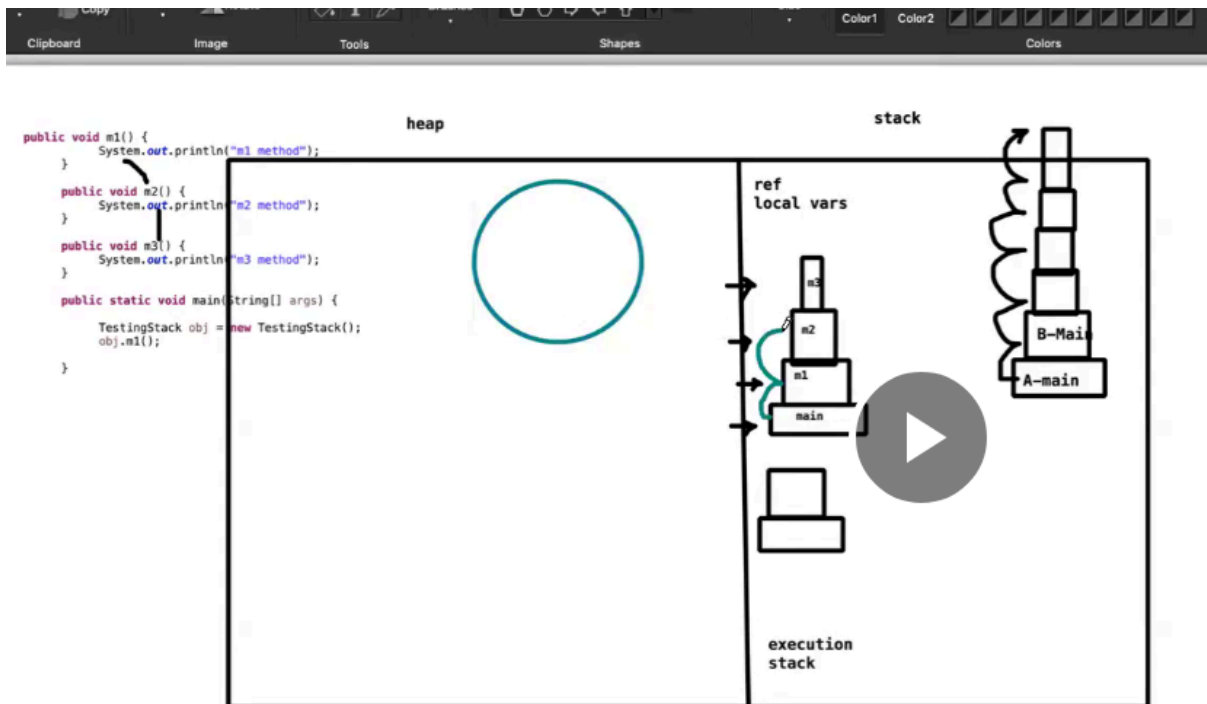 Copy
Clipboard
Image
Tools
Shapes
Color1
Color2
Colors
heap
stack
public void m1() {
System.out.println("m1 method");
}
public void m2() {
System.out.println("m2 method");
}
public void m3() {
System.out.println("m3 method");
}
public static void main(String[] args) {
TestingStack obj = new TestingStack();
obj.m1();
}
ref
local vars
m3
m2
m1
main
B-Main
A-main
execution
stack